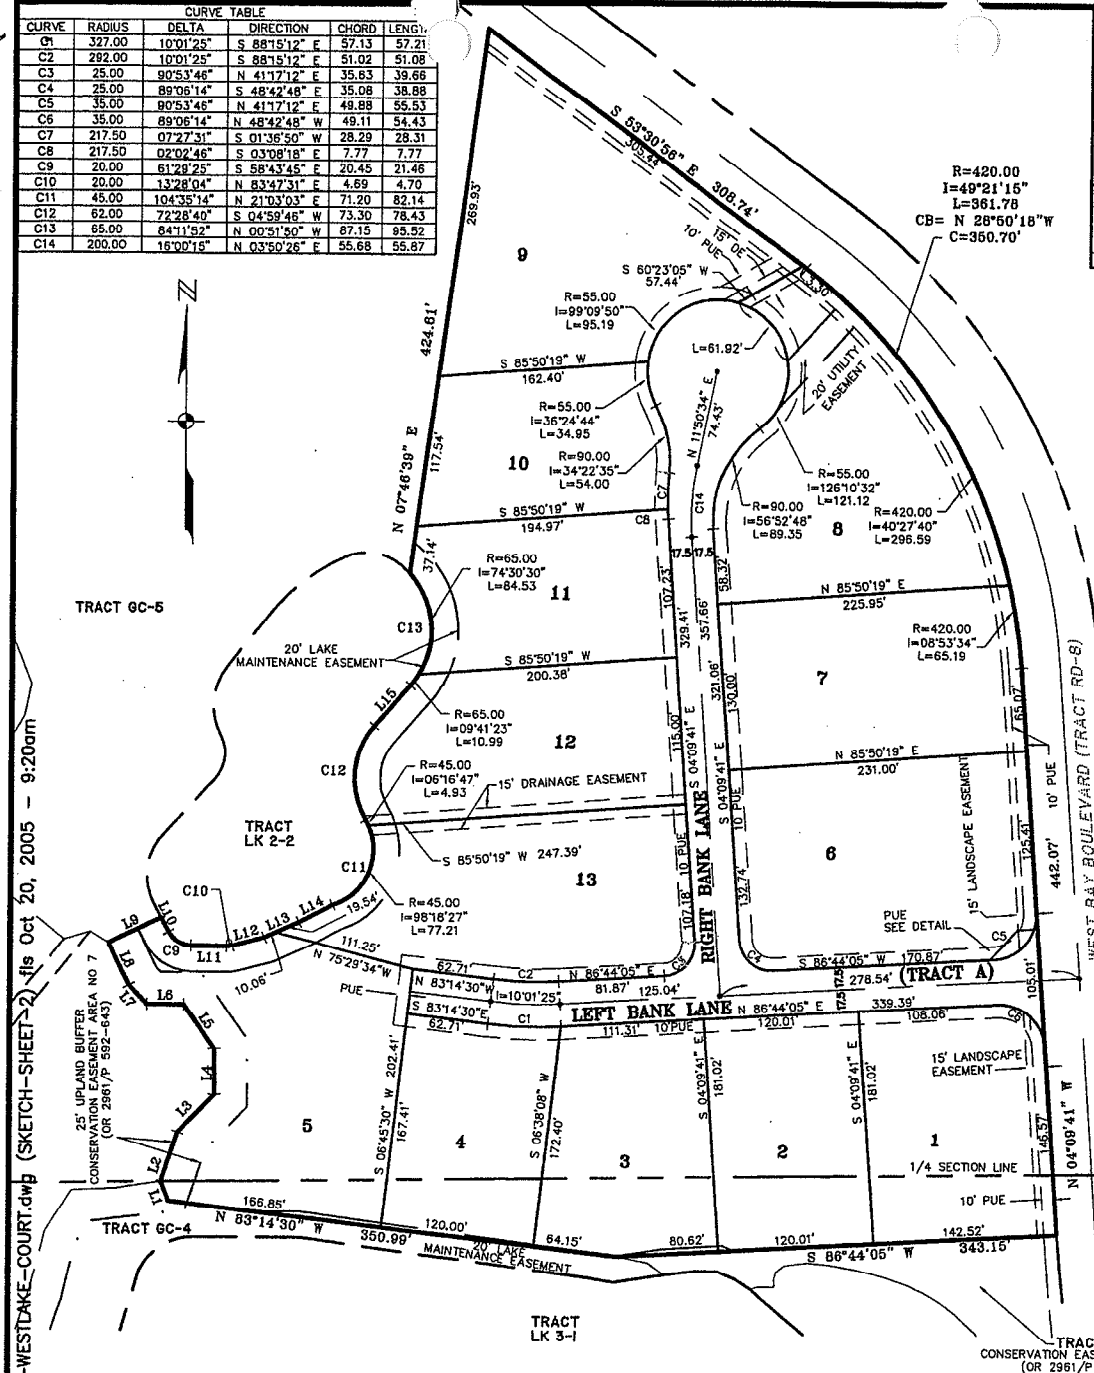 CURVE TABLE
CURVE RADIUS DELTA DIRECTION CHORD LENGTH
C1 327.00 10°01'25" S 88°15'12" E 57.13 57.21
C2 292.00 10°01'25" S 88°15'12" E 51.02 51.08
C3 25.00 90°53'46" N 41°17'12" E 35.63 39.66
C4 25.00 89°06'14" S 48°42'48" E 35.08 38.88
C5 35.00 90°53'46" N 41°17'12" E 49.88 55.53
C6 35.00 89°06'14" N 48°42'48" W 49.11 54.43
C7 217.50 07°27'31" S 01°36'50" W 28.29 28.31
C8 217.50 02°02'46" S 03°08'18" E 7.77 7.77
C9 20.00 61°29'25" S 58°43'45" E 20.45 21.46
C10 20.00 13°28'04" N 83°47'31" E 4.69 4.70
C11 45.00 104°35'14" N 21°03'03" E 71.20 82.14
C12 62.00 72°28'40" S 04°59'46" W 73.30 78.43
C13 65.00 84°11'52" N 00°51'50" W 87.15 95.52
C14 200.00 16°00'15" N 03°50'26" E 55.68 55.87
S 53°30'56" E 308.74'
305.44
3.30'
R=420.00
I=49°21'15"
L=361.78
CB= N 28°50'18"W
C=350.70'
269.93'
9
10' PUE
15' DE
S 60°23'05" W
57.44'
R=55.00
I=99°09'50"
L=95.19
N
424.61'
L=61.92'
20' UTILITY
EASEMENT
S 85°50'19" W
162.40'
N 11°50'34" E
74.43'
R=55.00
I=36°24'44"
L=34.95
N 07°46'39" E
117.54'
10
R=90.00
I=34°22'35"
L=54.00
C7
C14
R=55.00
I=126°10'32"
L=121.12
R=90.00
I=56°52'48"
L=89.35
8
R=420.00
I=40°27'40"
L=296.59
S 85°50'19" W
194.97'
C8
17.5 17.5
37.14'
R=65.00
I=74°30'30"
L=84.53
11
107.23'
58.32'
N 85°50'19" E
225.95'
TRACT GC-5
C13
20' LAKE
MAINTENANCE EASEMENT
329.41'
357.66'
R=420.00
I=08°53'34"
L=65.19
S 85°50'19" W
200.38'
7
321.06'
130.00'
65.07'
L15
R=65.00
I=09°41'23"
L=10.99
12
115.00'
S 04°09'41" E
S 04°09'41" E
N 85°50'19" E
231.00'
C12
R=45.00
I=06°16'47"
L=4.93
15' DRAINAGE EASEMENT
10' PUE
10' PUE
WEST BAY BOULEVARD (TRACT RD-8)
TRACT
LK 2-2
S 85°50'19" W 247.39'
6
125.41'
442.07'
15' LANDSCAPE EASEMENT
C11
13
10 PUE
RIGHT BANK LANE
132.74'
107.18'
C10
R=45.00
I=98°18'27"
L=77.21
L9
L10
C9
L11
L12
L13
L14
19.54'
PUE
SEE DETAIL
C5
C4
L8
L7
L6
L5
L4
L3
L2
L1
10.06'
111.25'
N 75°29'34"W
PUE
62.71'
C2
N 86°44'05" E
C3
S 86°44'05" W 170.87'
278.54' (TRACT A)
17.5' 17.5'
105.01'
N 83°14'30"W
I=10°01'25"
81.87'
125.04'
S 83°14'30"E
62.71'
C1
LEFT BANK LANE
N 86°44'05" E
339.39'
111.31'
10'PUE
120.01'
108.06'
C6
25' UPLAND BUFFER
CONSERVATION EASEMENT AREA NO 7
(OR 2961/P 592-643)
15' LANDSCAPE
EASEMENT
S 06°45'30" W 202.41'
167.41'
S 06°38'08" W
172.40'
S 04°09'41" E
181.02'
S 04°09'41" E
181.02'
5
4
3
2
1
146.57'
N 04°09'41" W
1/4 SECTION LINE
10' PUE
TRACT GC-4
166.85'
N 83°14'30" W
350.99'
120.00'
64.15'
80.62'
120.01'
142.52'
S 86°44'05" W
343.15'
20' LAKE
MAINTENANCE EASEMENT
TRACT
LK 3-1
TRAC
CONSERVATION EAS
(OR 2961/P
-WESTLAKE-COURT.dwg (SKETCH-SHEET-2) fls Oct 20, 2005 - 9:20am